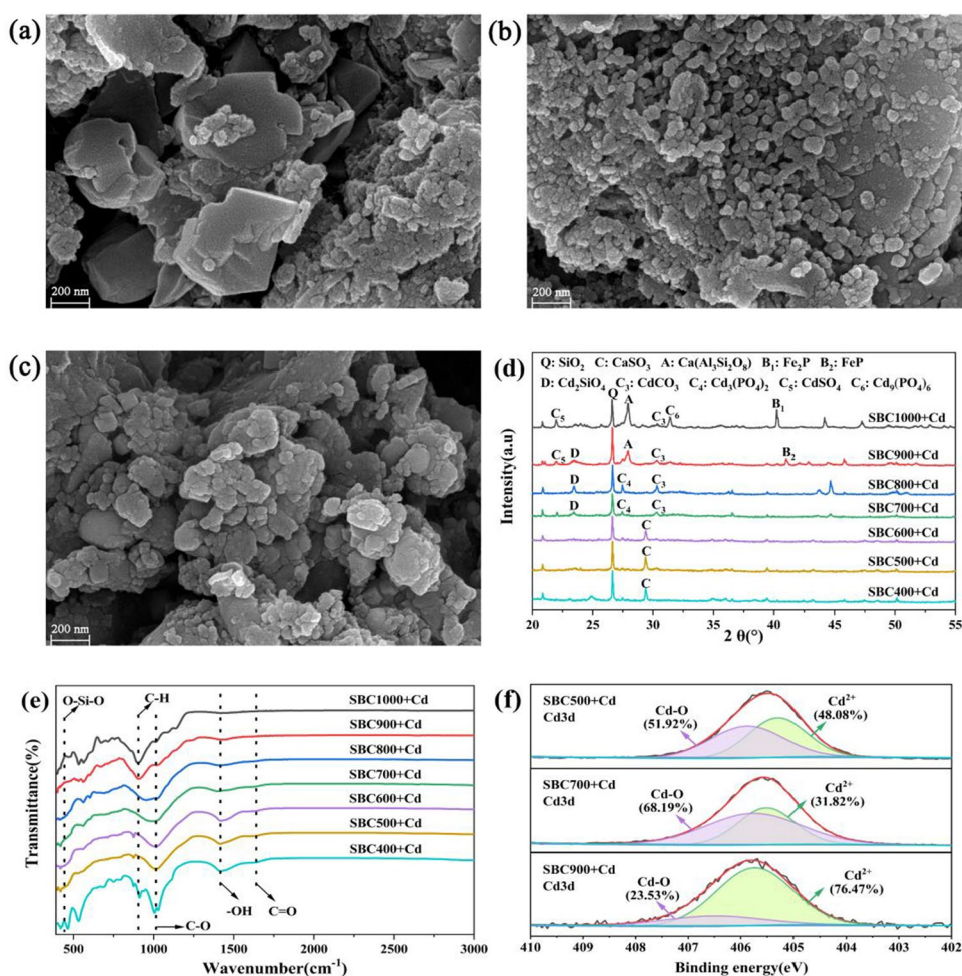 (a)
200 nm
(b)
200 nm
(c)
200 nm
(d)
Q: SiO₂ C: CaSO₃ A: Ca(Al₃Si₂O₈) B₁: Fe₂P B₂: FeP
D: Cd₂SiO₄ C₃: CdCO₃ C₄: Cd₃(PO₄)₂ C₅: CdSO₄ C₆: Cd₉(PO₄)₆
C₅ Q A C₃ C₆ B₁ SBC1000+Cd
C₅ D A C₃ B₂ SBC900+Cd
D C₄ C₃ SBC800+Cd
D C₄ C₃ SBC700+Cd
C SBC600+Cd
C SBC500+Cd
C SBC400+Cd
Intensity(a.u)
20 25 30 35 40 45 50 55
2 θ(°)
(e)
O-Si-O C-H
SBC1000+Cd
SBC900+Cd
SBC800+Cd
SBC700+Cd
SBC600+Cd
SBC500+Cd
SBC400+Cd
-OH C=O
C-O
Transmittance(%)
500 1000 1500 2000 2500 3000
Wavenumber(cm⁻¹)
(f)
SBC500+Cd
Cd3d
Cd-O
(51.92%)
Cd²⁺
(48.08%)
SBC700+Cd
Cd3d
Cd-O
(68.19%)
Cd²⁺
(31.82%)
SBC900+Cd
Cd3d
Cd-O
(23.53%)
Cd²⁺
(76.47%)
410 409 408 407 406 405 404 403 402
Binding energy(eV)